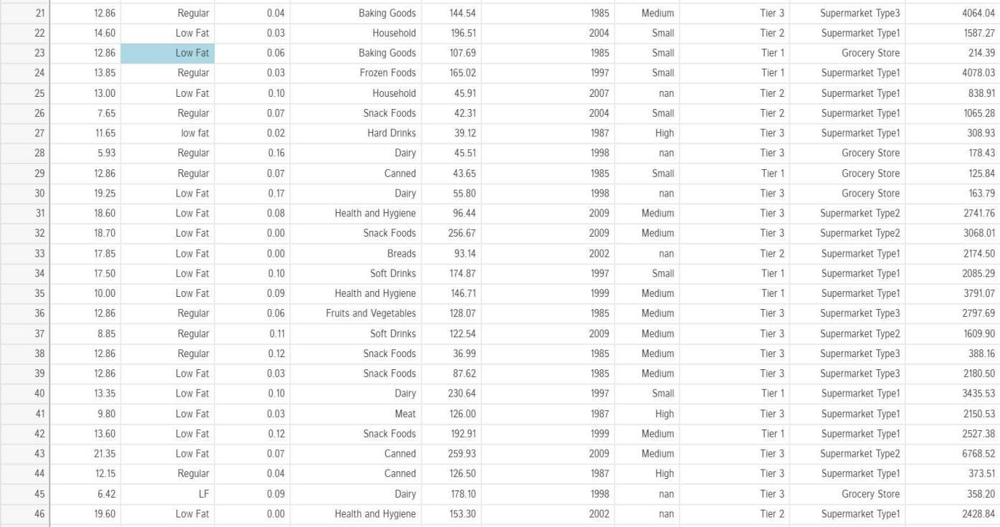 21 12.86 Regular 0.04 Baking Goods 144.54 1985 Medium Tier 3 Supermarket Type3 4064.04
22 14.60 Low Fat 0.03 Household 196.51 2004 Small Tier 2 Supermarket Type1 1587.27
23 12.86 Low Fat 0.06 Baking Goods 107.69 1985 Small Tier 1 Grocery Store 214.39
24 13.85 Regular 0.03 Frozen Foods 165.02 1997 Small Tier 1 Supermarket Type1 4078.03
25 13.00 Low Fat 0.10 Household 45.91 2007 nan Tier 2 Supermarket Type1 838.91
26 7.65 Regular 0.07 Snack Foods 42.31 2004 Small Tier 2 Supermarket Type1 1065.28
27 11.65 low fat 0.02 Hard Drinks 39.12 1987 High Tier 3 Supermarket Type1 308.93
28 5.93 Regular 0.16 Dairy 45.51 1998 nan Tier 3 Grocery Store 178.43
29 12.86 Regular 0.07 Canned 43.65 1985 Small Tier 1 Grocery Store 125.84
30 19.25 Low Fat 0.17 Dairy 55.80 1998 nan Tier 3 Grocery Store 163.79
31 18.60 Low Fat 0.08 Health and Hygiene 96.44 2009 Medium Tier 3 Supermarket Type2 2741.76
32 18.70 Low Fat 0.00 Snack Foods 256.67 2009 Medium Tier 3 Supermarket Type2 3068.01
33 17.85 Low Fat 0.00 Breads 93.14 2002 nan Tier 2 Supermarket Type1 2174.50
34 17.50 Low Fat 0.10 Soft Drinks 174.87 1997 Small Tier 1 Supermarket Type1 2085.29
35 10.00 Low Fat 0.09 Health and Hygiene 146.71 1999 Medium Tier 1 Supermarket Type1 3791.07
36 12.86 Regular 0.06 Fruits and Vegetables 128.07 1985 Medium Tier 3 Supermarket Type3 2797.69
37 8.85 Regular 0.11 Soft Drinks 122.54 2009 Medium Tier 3 Supermarket Type2 1609.90
38 12.86 Regular 0.12 Snack Foods 36.99 1985 Medium Tier 3 Supermarket Type3 388.16
39 12.86 Low Fat 0.03 Snack Foods 87.62 1985 Medium Tier 3 Supermarket Type3 2180.50
40 13.35 Low Fat 0.10 Dairy 230.64 1997 Small Tier 1 Supermarket Type1 3435.53
41 9.80 Low Fat 0.03 Meat 126.00 1987 High Tier 3 Supermarket Type1 2150.53
42 13.60 Low Fat 0.12 Snack Foods 192.91 1999 Medium Tier 1 Supermarket Type1 2527.38
43 21.35 Low Fat 0.07 Canned 259.93 2009 Medium Tier 3 Supermarket Type2 6768.52
44 12.15 Regular 0.04 Canned 126.50 1987 High Tier 3 Supermarket Type1 373.51
45 6.42 LF 0.09 Dairy 178.10 1998 nan Tier 3 Grocery Store 358.20
46 19.60 Low Fat 0.00 Health and Hygiene 153.30 2002 nan Tier 2 Supermarket Type1 2428.84